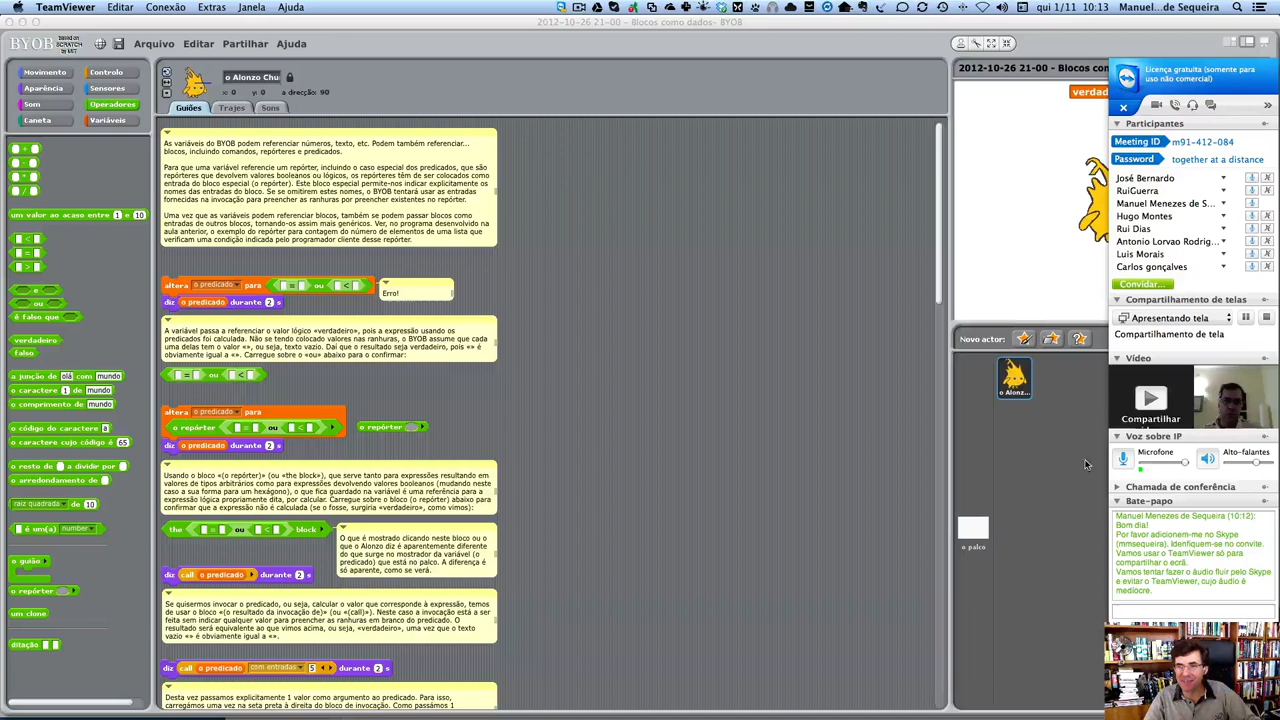 TeamViewer Editar Conexão Extras Janela Ajuda
qui 1/11 10:13 Manuel...de Sequeira
2012-10-26 21-00 - Blocos como dados- BYOB
BYOB
Arquivo Editar Partilhar Ajuda
Movimento Controlo
Aparência Sensores
Som Operadores
Caneta Variáveis
+
-
*
/
um valor ao acaso entre 1 e 10
<
=
>
e
ou
é falso que
verdadeiro
falso
a junção de olá com mundo
o caractere 1 de mundo
o comprimento de mundo
o código do caractere a
o caractere cujo código é 65
o resto de a dividir por
o arredondamento de
raiz quadrada de 10
é um(a) number
o guião
o repórter
um clone
ditação
o Alonzo Chu
x: 0 y: 0 a direcção: 90
Guiões Trajes Sons
As variáveis do BYOB podem referenciar números, texto, etc. Podem também referenciar...
blocos, incluindo comandos, repórteres e predicados.
Para que uma variável referencie um repórter, incluindo o caso especial dos predicados, que são
repórteres que devolvem valores booleanos (ou lógicos), os repórteres têm de ser colocados como
entrada do bloco especial (o repórter). Este bloco especial permite-nos indicar explicitamente os
nomes das entradas do bloco. Se se omitirem estes nomes, o BYOB tentará usar as entradas
fornecidas na invocação para preencher as ranhuras por preencher existentes no repórter.
Uma vez que as variáveis podem referenciar blocos, também se podem passar blocos como
entradas de outros blocos, tornando-os assim mais genéricos. Ver, no programa desenvolvido na
aula anterior, o exemplo do repórter para contagem do número de elementos de uma lista que
verificam uma condição indicada pelo programador cliente desse repórter.
altera o predicado para = ou <
Erro!
diz o predicado durante 2 s
A variável passa a referenciar o valor lógico «verdadeiro», pois a expressão usando os
predicados foi calculada. Não se tendo colocado valores nas ranhuras, o BYOB assume que cada
uma delas tem o valor «», ou seja, texto vazio. Daí que o resultado seja verdadeiro, pois «» é
obviamente igual a «». Carregue sobre o «ou» abaixo para o confirmar:
= ou <
altera o predicado para
o repórter = ou <
o repórter
diz o predicado durante 2 s
Usando o bloco «(o repórter)» (ou «the block»), que serve tanto para expressões resultando em
valores de tipos arbitrários como para expressões devolvendo valores booleanos (mudando neste
caso a sua forma para um hexágono), o que fica guardado na variável é uma referência para a
expressão lógica propriamente dita, por calcular. Carregue sobre o bloco (o repórter) abaixo para
confirmar que a expressão não é calculada (se o fosse, surgiria «verdadeiro», como vimos):
the = ou < block
O que é mostrado clicando neste bloco ou o
que o Alonzo diz é aparentemente diferente
do que surge no mostrador da variável (o
predicado) que está no palco. A diferença é
só aparente, como se verá.
diz call o predicado durante 2 s
Se quisermos invocar o predicado, ou seja, calcular o valor que corresponde à expressão, temos
de usar o bloco «(o resultado da invocação de)» (ou «(call)»). Neste caso a invocação está a ser
feita sem indicar qualquer valor para preencher as ranhuras em branco do predicado. O
resultado será equivalente ao que vimos acima, ou seja, «verdadeiro», uma vez que o texto
vazio «» é obviamente igual a «».
diz call o predicado com entradas 5 durante 2 s
Desta vez passamos explicitamente 1 valor como argumento ao predicado. Para isso,
carregámos uma vez na seta preta à direita do bloco de invocação. Como passámos 1
2012-10-26 21-00 - Blocos com
verdad
Novo actor:
o Alonz...
o palco
Licença gratuita (somente para
uso não comercial)
Participantes
Meeting ID m91-412-084
Password together at a distance
José Bernardo
RuiGuerra
Manuel Menezes de S...
Hugo Montes
Rui Dias
Antonio Lorvao Rodrig...
Luis Morais
Carlos gonçalves
Convidar...
Compartilhamento de telas
Apresentando tela
Compartilhamento de tela
Vídeo
Compartilhar
Voz sobre IP
Microfone Alto-falantes
Chamada de conferência
Bate-papo
Manuel Menezes de Sequeira (10:12):
Bom dia!
Por favor adicionem-me no Skype
(mmsequeira). Idenfiquem-se no convite.
Vamos usar o TeamViewer só para
compartilhar o ecrã.
Vamos tentar fazer o áudio fluir pelo Skype
e evitar o TeamViewer, cujo áudio é
medíocre.